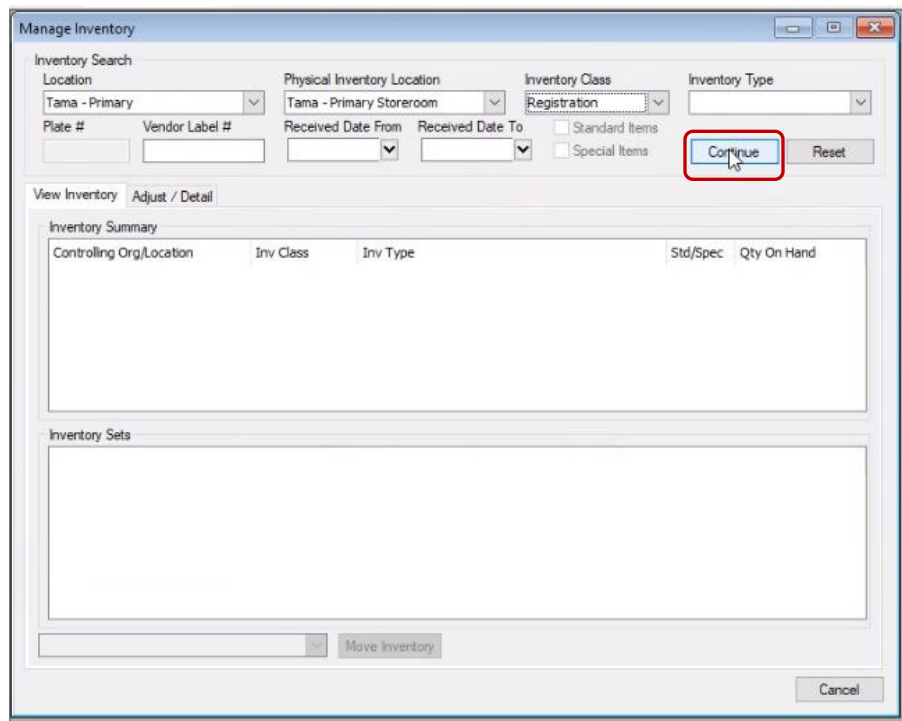 Manage Inventory
Inventory Search
Location Physical Inventory Location Inventory Class Inventory Type
Tama - Primary Tama - Primary Storeroom Registration
Plate # Vendor Label # Received Date From Received Date To Standard Items
Special Items Continue Reset
View Inventory Adjust / Detail
Inventory Summary
Controlling Org/Location Inv Class Inv Type Std/Spec Qty On Hand
Inventory Sets
Move Inventory
Cancel